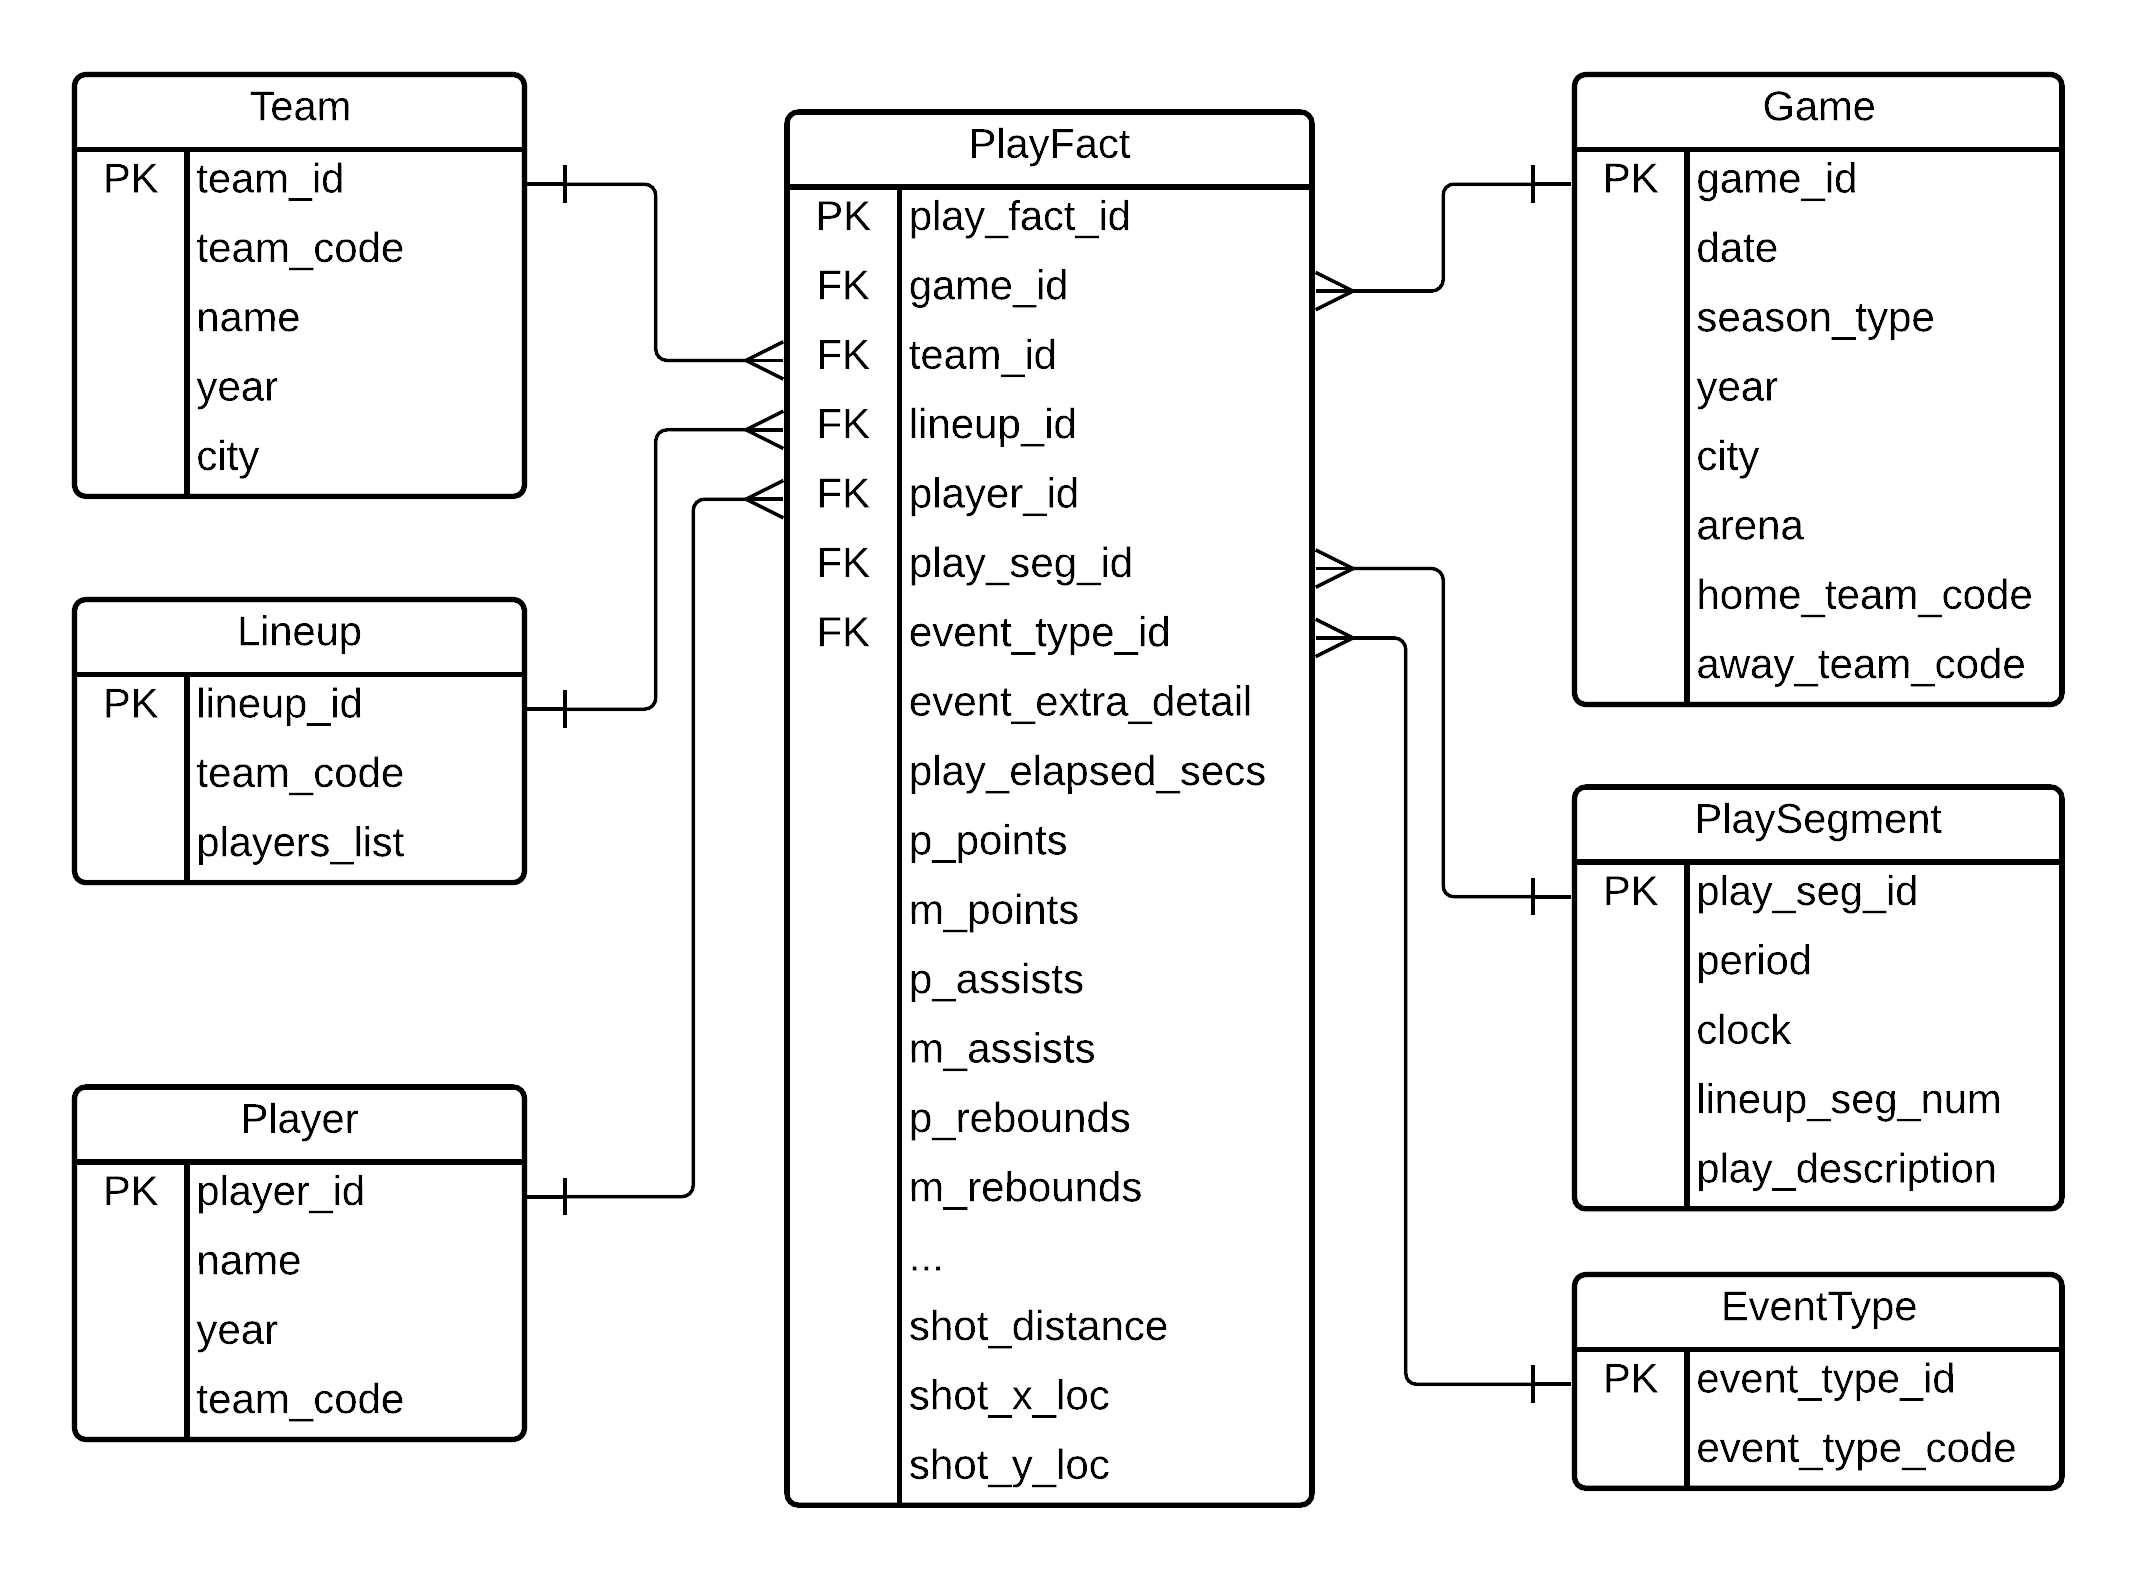 Team
PK team_id
team_code
name
year
city
Lineup
PK lineup_id
team_code
players_list
Player
PK player_id
name
year
team_code
PlayFact
PK play_fact_id
FK game_id
FK team_id
FK lineup_id
FK player_id
FK play_seg_id
FK event_type_id
event_extra_detail
play_elapsed_secs
p_points
m_points
p_assists
m_assists
p_rebounds
m_rebounds
...
shot_distance
shot_x_loc
shot_y_loc
Game
PK game_id
date
season_type
year
city
arena
home_team_code
away_team_code
PlaySegment
PK play_seg_id
period
clock
lineup_seg_num
play_description
EventType
PK event_type_id
event_type_code